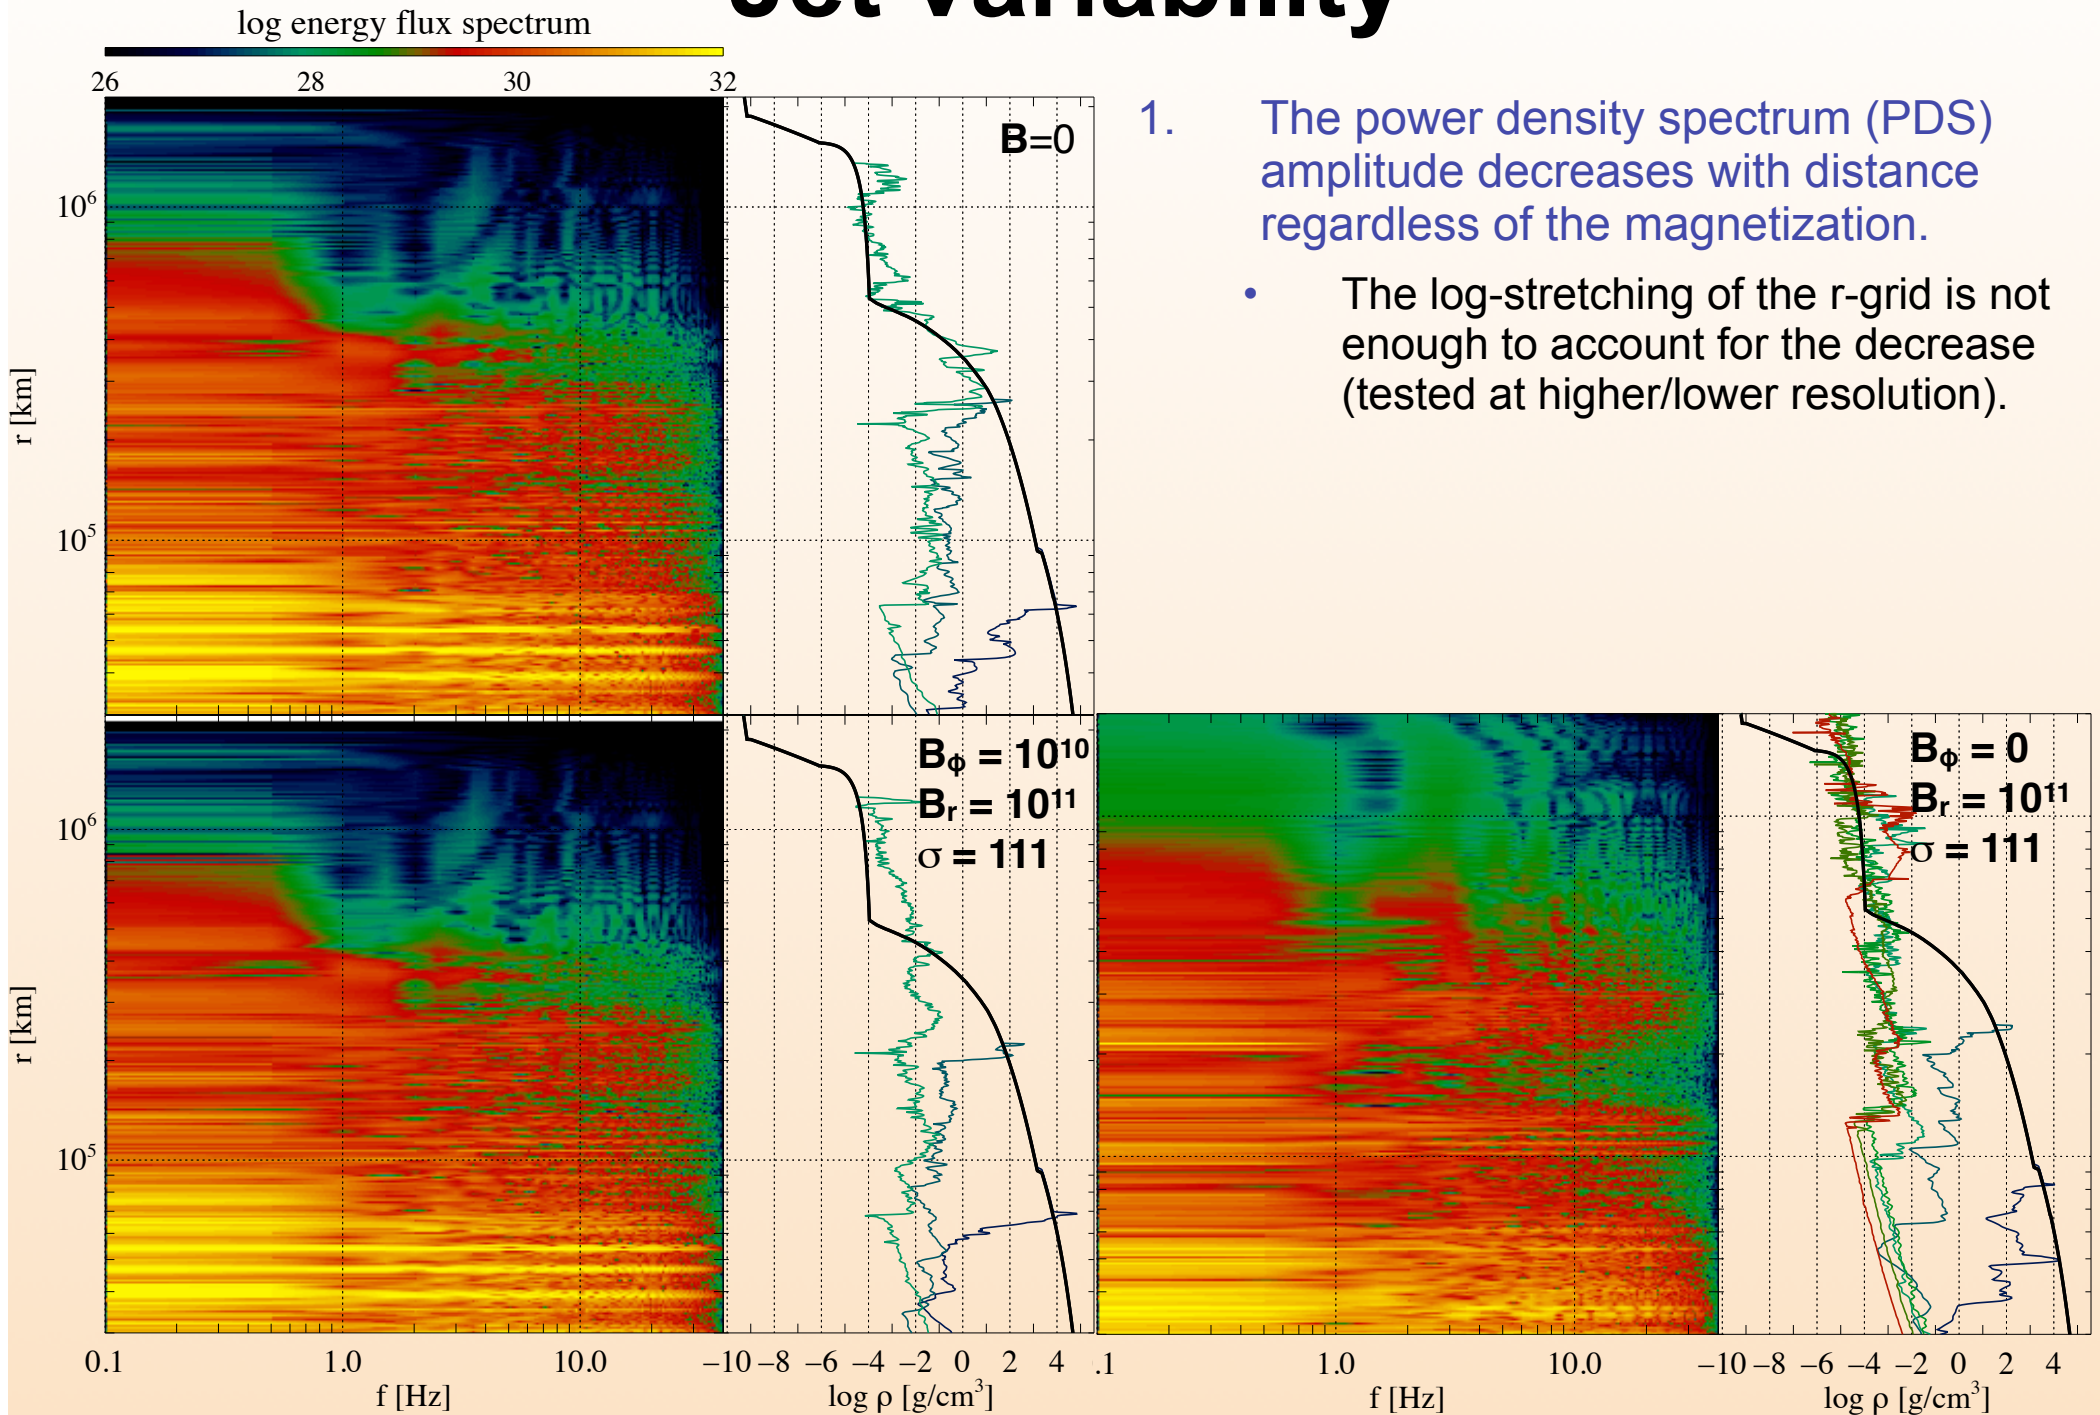 Jet variability
log energy flux spectrum
26 28 30 32
B=0
1. The power density spectrum (PDS)
amplitude decreases with distance
regardless of the magnetization.
• The log-stretching of the r-grid is not
enough to account for the decrease
(tested at higher/lower resolution).
r [km]
10⁶
10⁵
Bϕ = 10¹⁰
Bᵣ = 10¹¹
σ = 111
Bϕ = 0
Bᵣ = 10¹¹
σ = 111
r [km]
10⁶
10⁵
0.1 1.0 10.0
−10 −8 −6 −4 −2 0 2 4
.1 1.0 10.0
−10 −8 −6 −4 −2 0 2 4
f [Hz]
log ρ [g/cm³]
f [Hz]
log ρ [g/cm³]